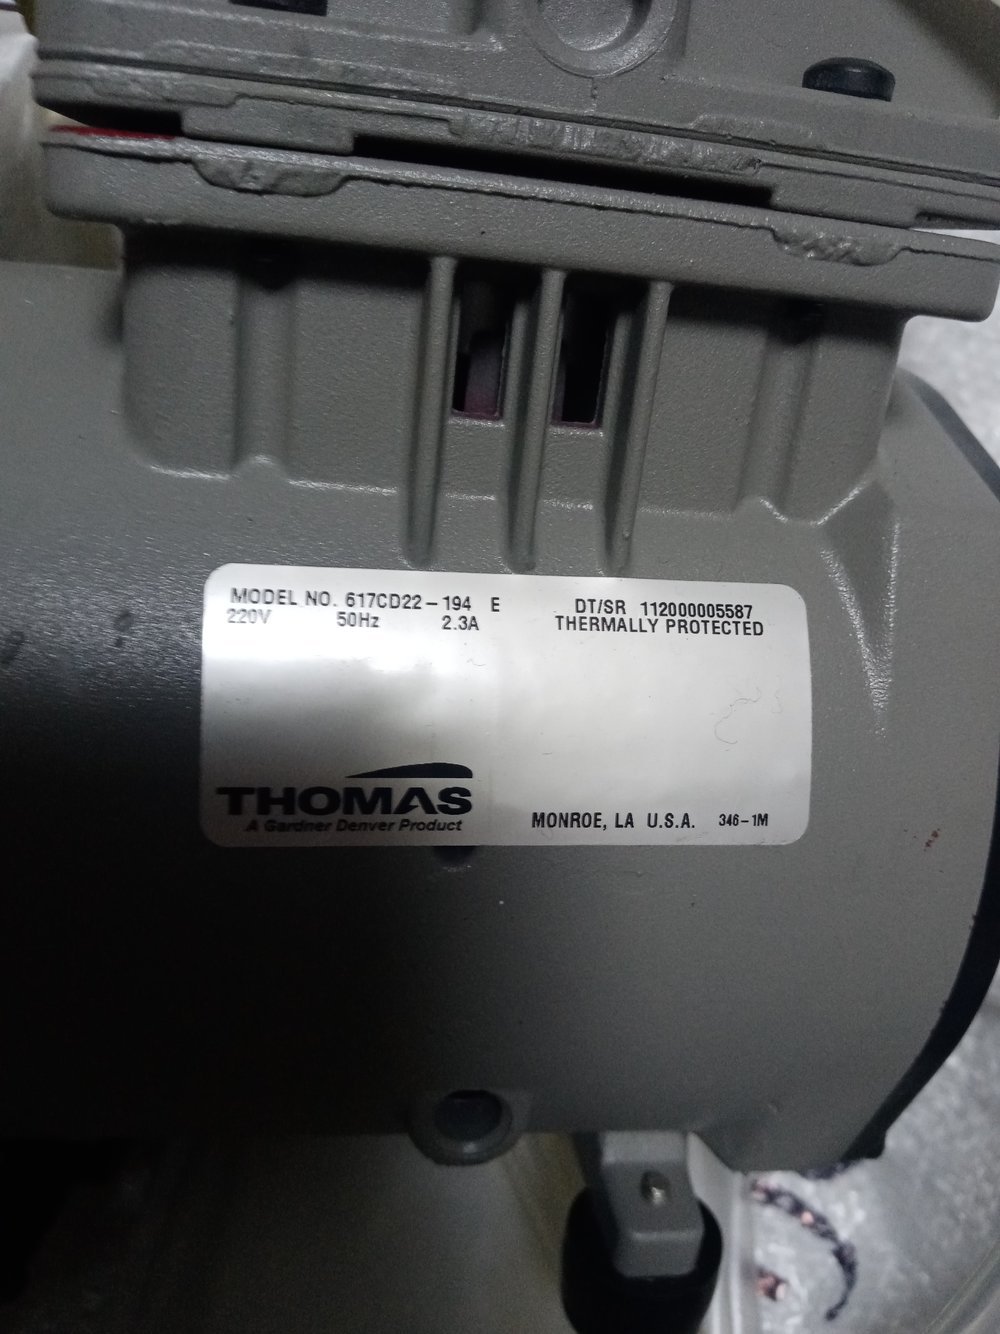 MODEL NO. 617CD22-194 E
220V 50Hz 2.3A
DT/SR 112000005587
THERMALLY PROTECTED
THOMAS
A Gardner Denver Product
MONROE, LA U.S.A. 346-1M